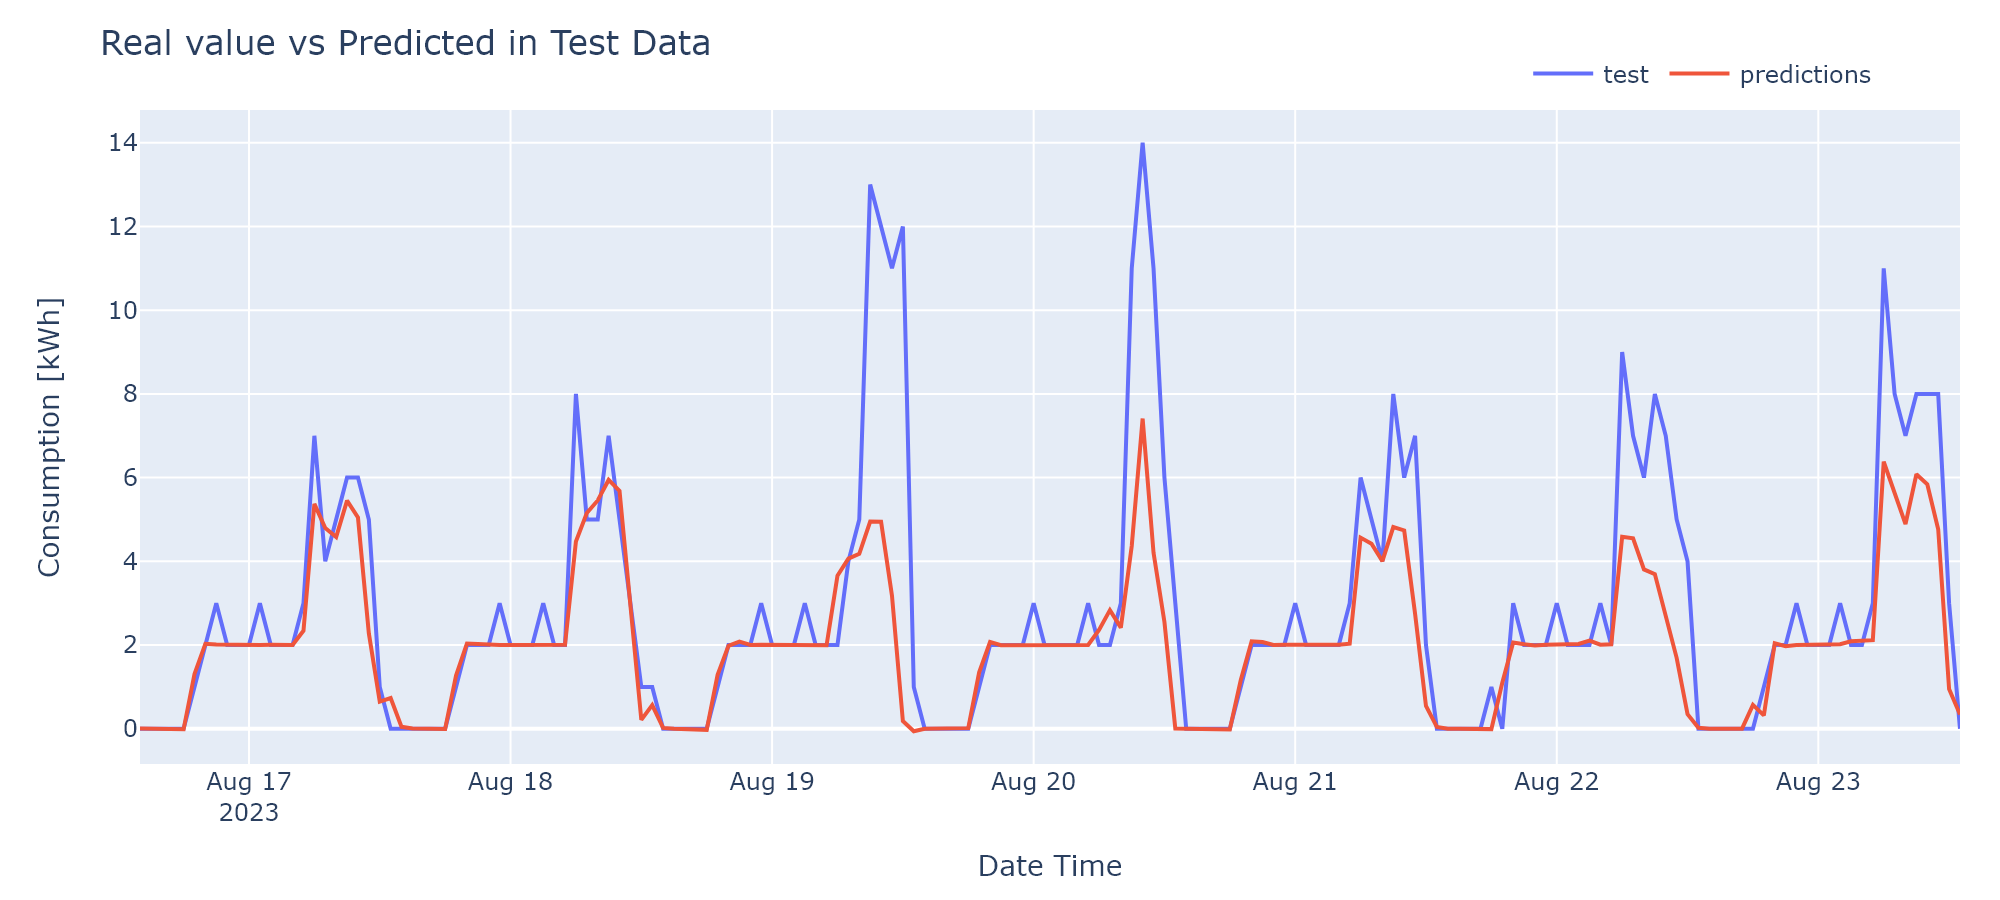 Real value vs Predicted in Test Data
test
predictions
Consumption [kWh]
14
12
10
8
6
4
2
0
Aug 17
2023
Aug 18
Aug 19
Aug 20
Aug 21
Aug 22
Aug 23
Date Time